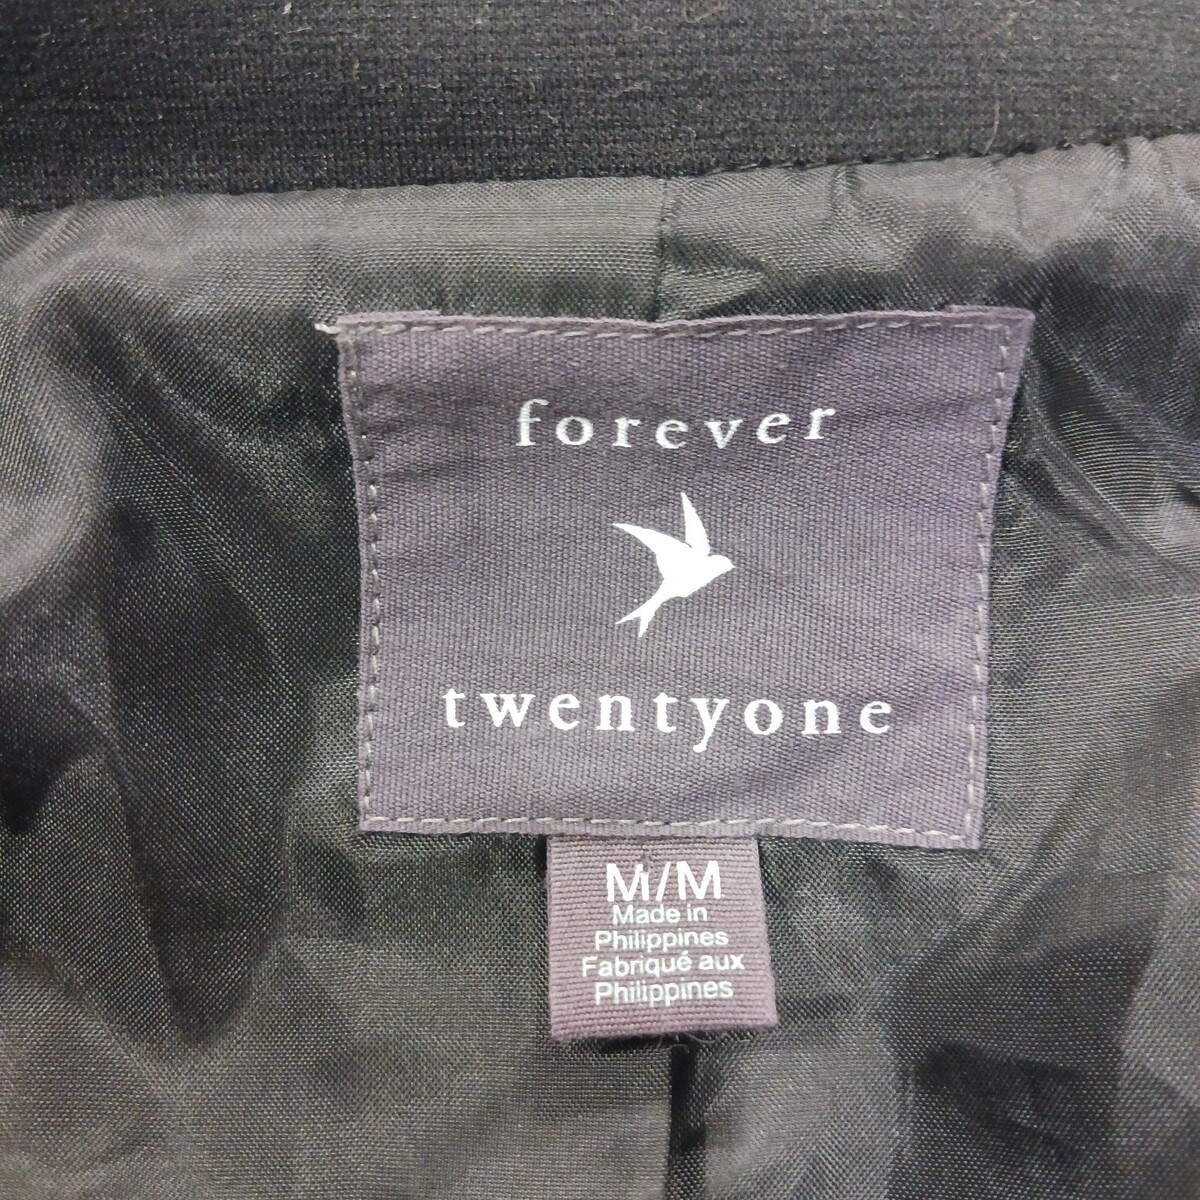 forever
twentyone
M/M
Made in
Philippines
Fabriqué aux
Philippines